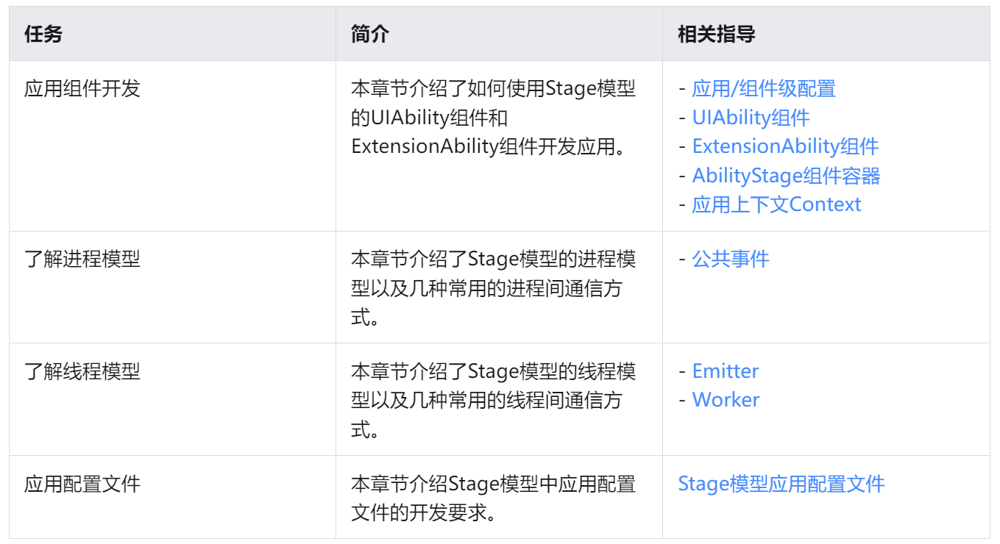 任务
简介
相关指导
应用组件开发
本章节介绍了如何使用Stage模型
的UIAbility组件和
ExtensionAbility组件开发应用。
- 应用/组件级配置
- UIAbility组件
- ExtensionAbility组件
- AbilityStage组件容器
- 应用上下文Context
了解进程模型
本章节介绍了Stage模型的进程模
型以及几种常用的进程间通信方
式。
- 公共事件
了解线程模型
本章节介绍了Stage模型的线程模
型以及几种常用的线程间通信方
式。
- Emitter
- Worker
应用配置文件
本章节介绍Stage模型中应用配置
文件的开发要求。
Stage模型应用配置文件